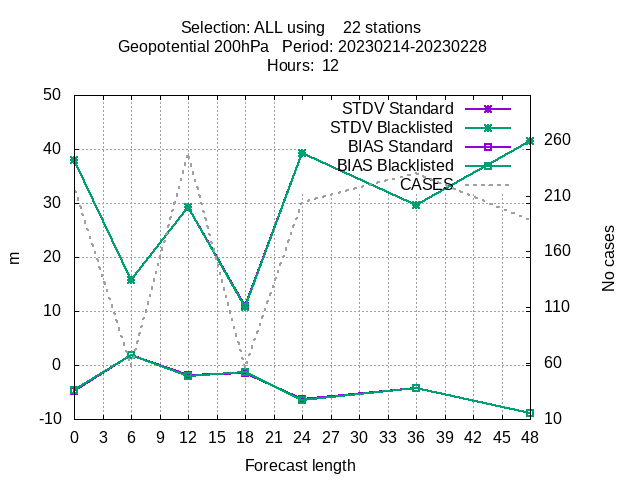 Selection: ALL using    22 stations
Geopotential 200hPa   Period: 20230214-20230228
Hours:  12
50
40
30
20
10
0
-10
m
STDV Standard
STDV Blacklisted
BIAS Standard
BIAS Blacklisted
CASES
260
210
160
110
60
10
No cases
0 3 6 9 12 15 18 21 24 27 30 33 36 39 42 45 48
Forecast length